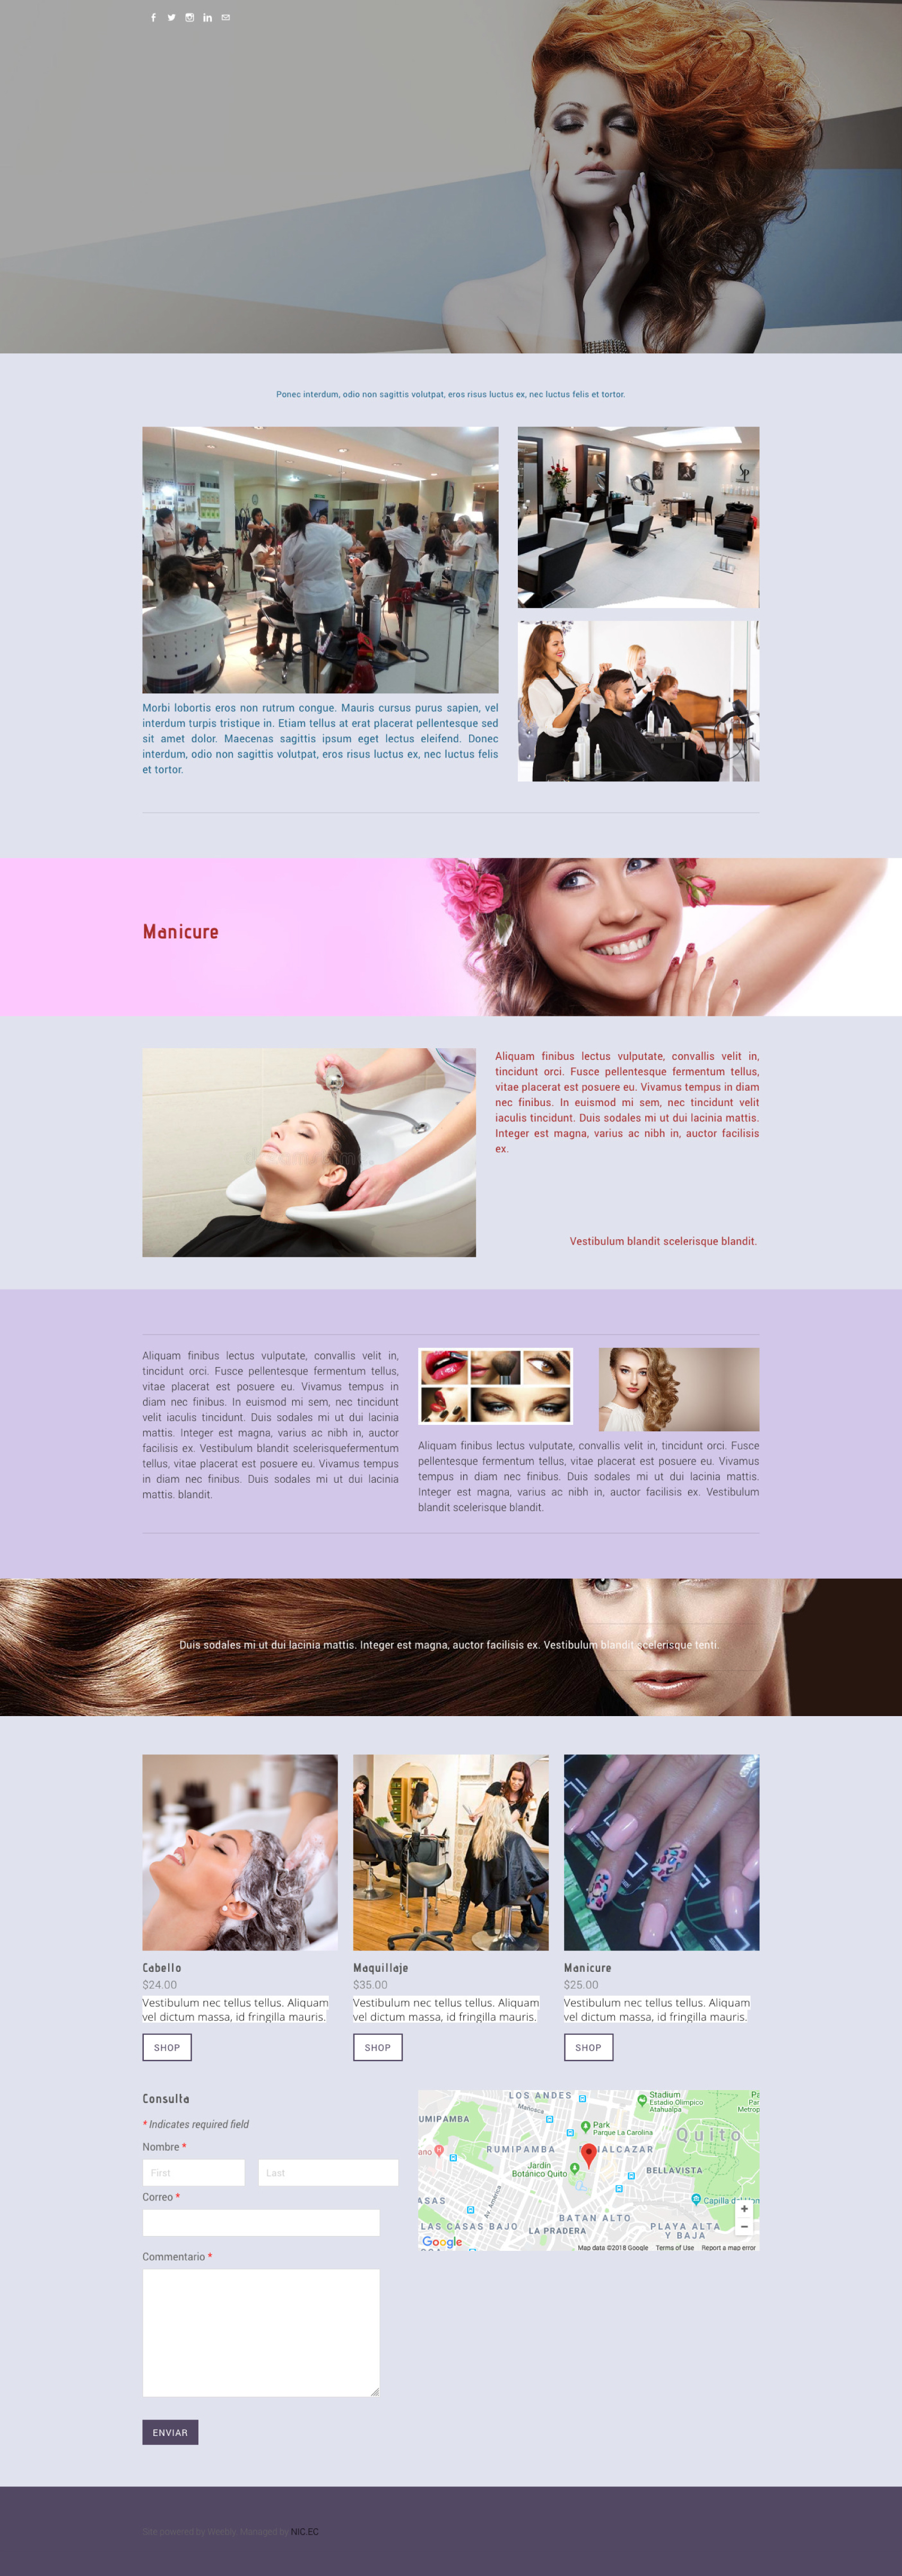 Ponec interdum, odio non sagittis volutpat, eros risus luctus ex, nec luctus felis et tortor.
Sp
Morbi lobortis eros non rutrum congue. Mauris cursus purus sapien, vel
interdum turpis tristique in. Etiam tellus at erat placerat pellentesque sed
sit amet dolor. Maecenas sagittis ipsum eget lectus eleifend. Donec
interdum, odio non sagittis volutpat, eros risus luctus ex, nec luctus felis
et tortor.
Manicure
Aliquam finibus lectus vulputate, convallis velit in,
tincidunt orci. Fusce pellentesque fermentum tellus,
vitae placerat est posuere eu. Vivamus tempus in diam
nec finibus. In euismod mi sem, nec tincidunt velit
iaculis tincidunt. Duis sodales mi ut dui lacinia mattis.
Integer est magna, varius ac nibh in, auctor facilisis
ex.
Vestibulum blandit scelerisque blandit.
Aliquam finibus lectus vulputate, convallis velit in,
tincidunt orci. Fusce pellentesque fermentum tellus,
vitae placerat est posuere eu. Vivamus tempus in
diam nec finibus. In euismod mi sem, nec tincidunt
velit iaculis tincidunt. Duis sodales mi ut dui lacinia
mattis. Integer est magna, varius ac nibh in, auctor
facilisis ex. Vestibulum blandit scelerisquefermentum
tellus, vitae placerat est posuere eu. Vivamus tempus
in diam nec finibus. Duis sodales mi ut dui lacinia
mattis. blandit.
Aliquam finibus lectus vulputate, convallis velit in, tincidunt orci. Fusce
pellentesque fermentum tellus, vitae placerat est posuere eu. Vivamus
tempus in diam nec finibus. Duis sodales mi ut dui lacinia mattis.
Integer est magna, varius ac nibh in, auctor facilisis ex. Vestibulum
blandit scelerisque blandit.
Duis sodales mi ut dui lacinia mattis. Integer est magna, auctor facilisis ex. Vestibulum blandit scelerisque tenti.
Cabello
$24.00
Vestibulum nec tellus tellus. Aliquam
vel dictum massa, id fringilla mauris.
SHOP
Maquillaje
$35.00
Vestibulum nec tellus tellus. Aliquam
vel dictum massa, id fringilla mauris.
SHOP
Manicure
$25.00
Vestibulum nec tellus tellus. Aliquam
vel dictum massa, id fringilla mauris.
SHOP
Consulta
* Indicates required field
Nombre *
First
Last
Correo *
Commentario *
ENVIAR
LOS ANDES
Mañosca
Stadium
Estadio Olímpico
Atahualpa
Metrop
UMIPAMBA
Park
Parque La Carolina
Quito
ano
RUMIPAMBA
NALCAZAR
Jardín
Botánico Quito
BELLAVISTA
Av. América
ASAS
Capilla d
LAS CASAS BAJO
LA PRADERA
BATAN ALTO
PLAYA ALTA
Y BAJA
+
−
Google
Map data ©2018 Google
Terms of Use
Report a map error
Site powered by Weebly. Managed by NIC.EC